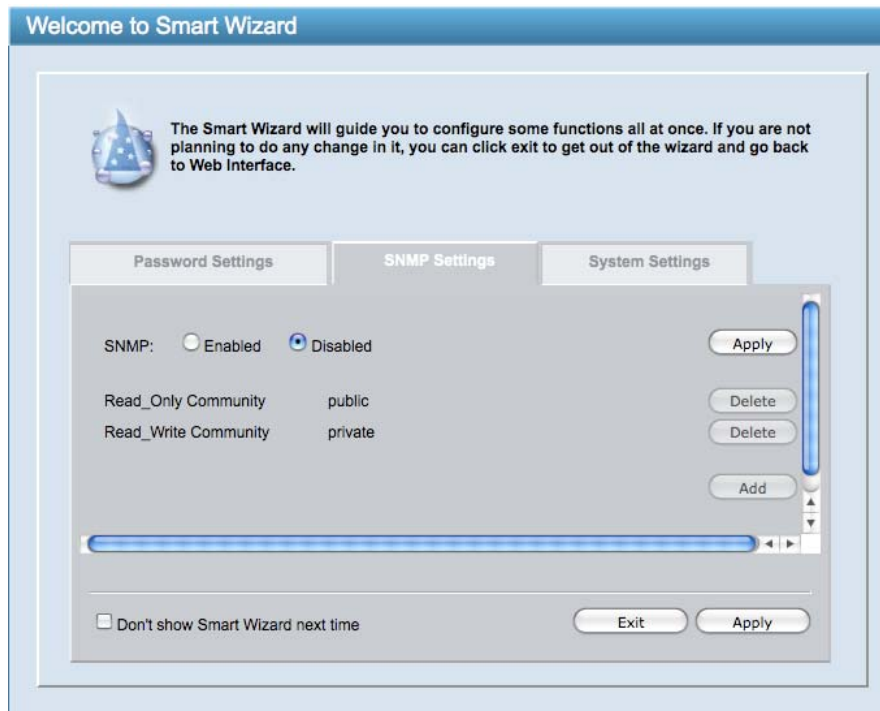 Welcome to Smart Wizard
The Smart Wizard will guide you to configure some functions all at once. If you are not
planning to do any change in it, you can click exit to get out of the wizard and go back
to Web Interface.
Password Settings SNMP Settings System Settings
SNMP: Enabled Disabled Apply
Read_Only Community public Delete
Read_Write Community private Delete
Add
Don't show Smart Wizard next time Exit Apply